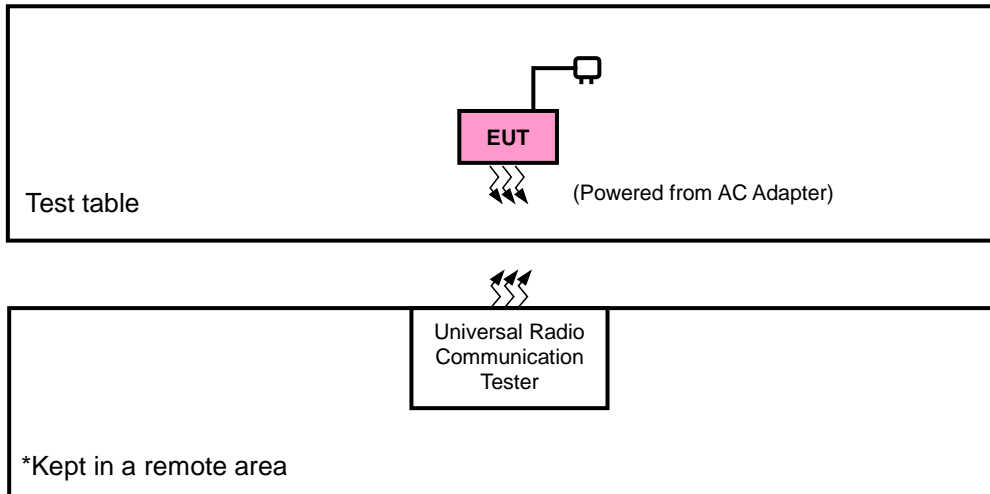 EUT
(Powered from AC Adapter)
Test table
Universal Radio
Communication
Tester
*Kept in a remote area